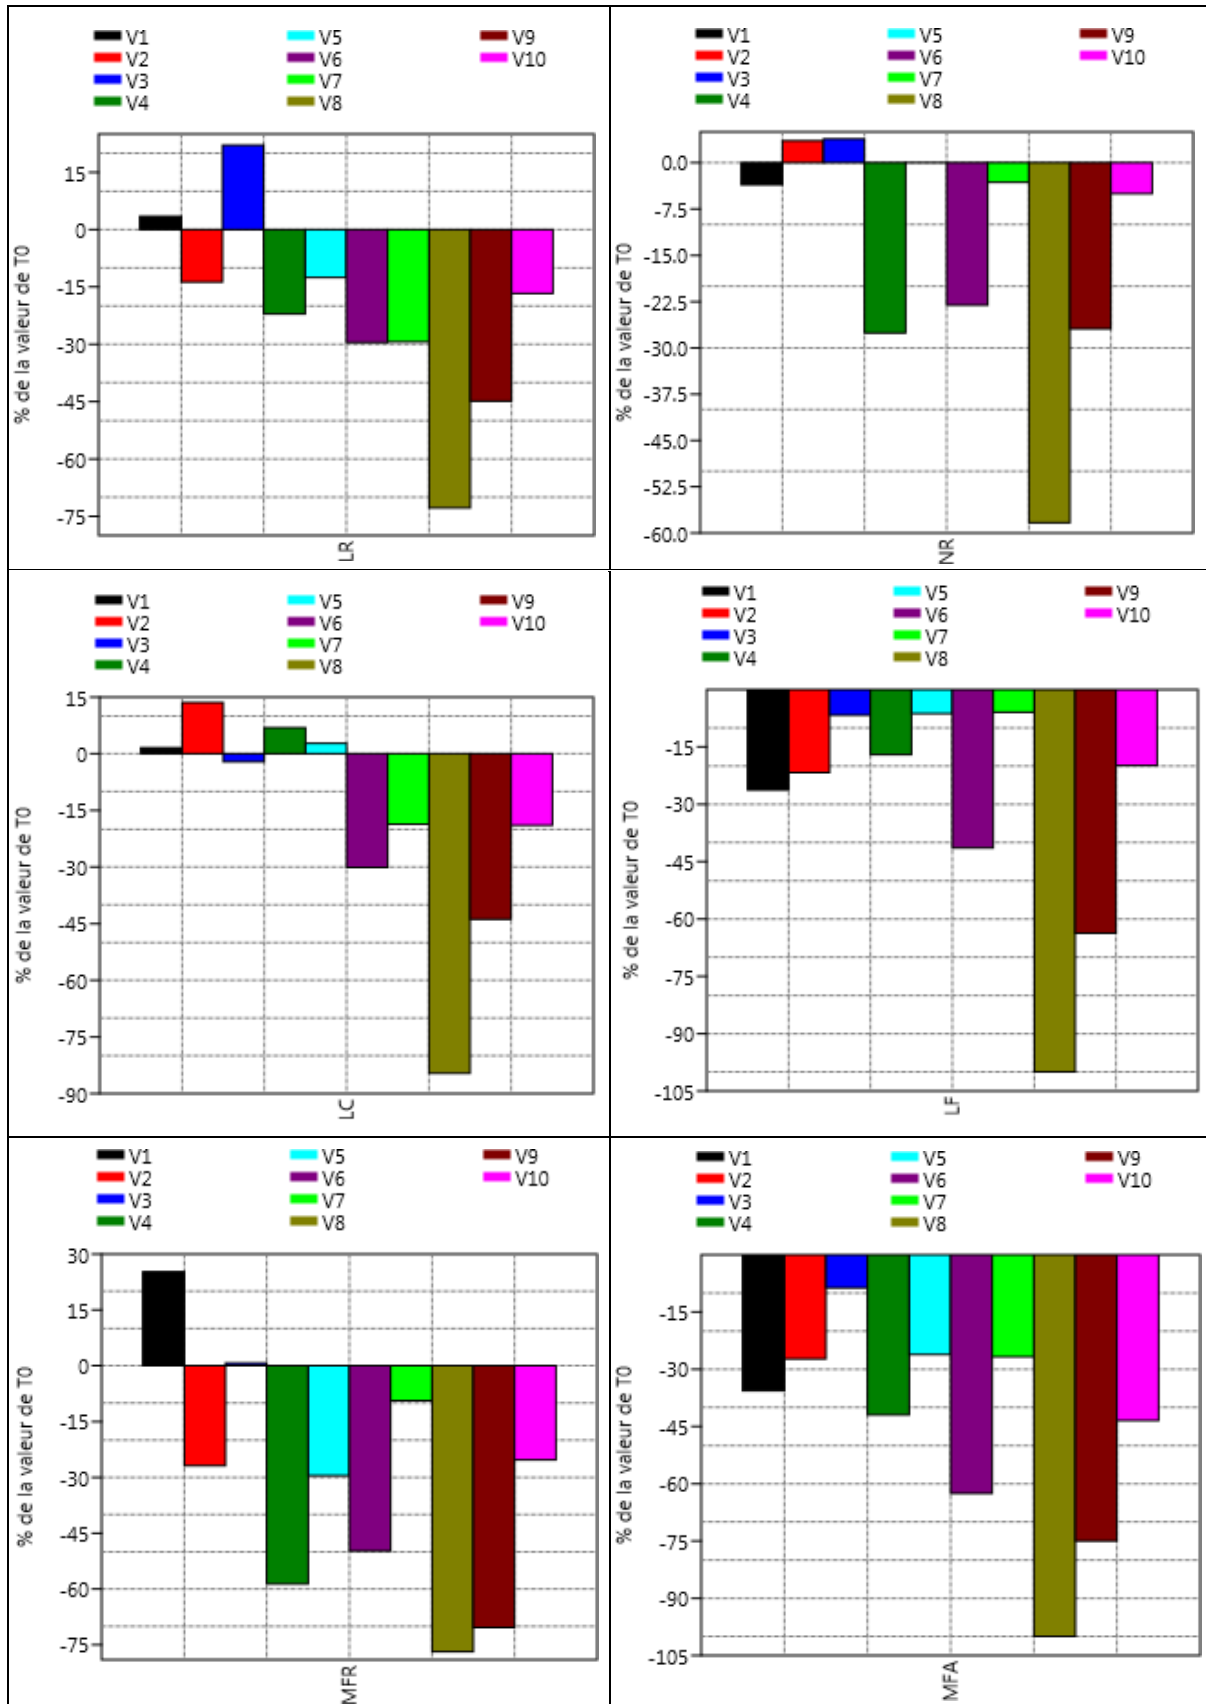 V1 V5 V9
V2 V6 V10
V3 V7
V4 V8
15
0
-15
-30
-45
-60
-75
% de la valeur de T0
LR
V1 V5 V9
V2 V6 V10
V3 V7
V4 V8
0.0
-7.5
-15.0
-22.5
-30.0
-37.5
-45.0
-52.5
-60.0
% de la valeur de T0
NR
V1 V5 V9
V2 V6 V10
V3 V7
V4 V8
15
0
-15
-30
-45
-60
-75
-90
% de la valeur de T0
LC
V1 V5 V9
V2 V6 V10
V3 V7
V4 V8
-15
-30
-45
-60
-75
-90
-105
% de la valeur de T0
LF
V1 V5 V9
V2 V6 V10
V3 V7
V4 V8
30
15
0
-15
-30
-45
-60
-75
% de la valeur de T0
MFR
V1 V5 V9
V2 V6 V10
V3 V7
V4 V8
-15
-30
-45
-60
-75
-90
-105
% de la valeur de T0
MFA